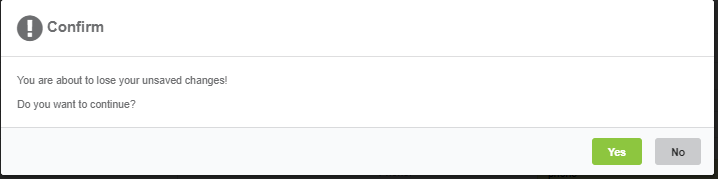 Confirm
You are about to lose your unsaved changes!
Do you want to continue?
Yes
No